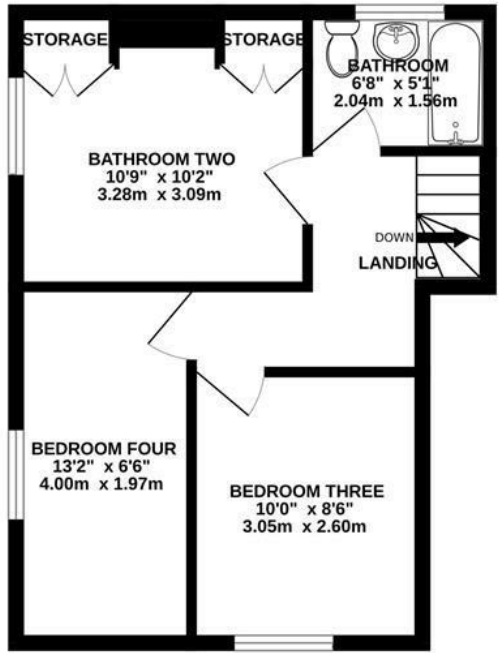 STORAGE
STORAGE
BATHROOM
6'8" x 5'1"
2.04m x 1.56m
BATHROOM TWO
10'9" x 10'2"
3.28m x 3.09m
DOWN
LANDING
BEDROOM FOUR
13'2" x 6'6"
4.00m x 1.97m
BEDROOM THREE
10'0" x 8'6"
3.05m x 2.60m